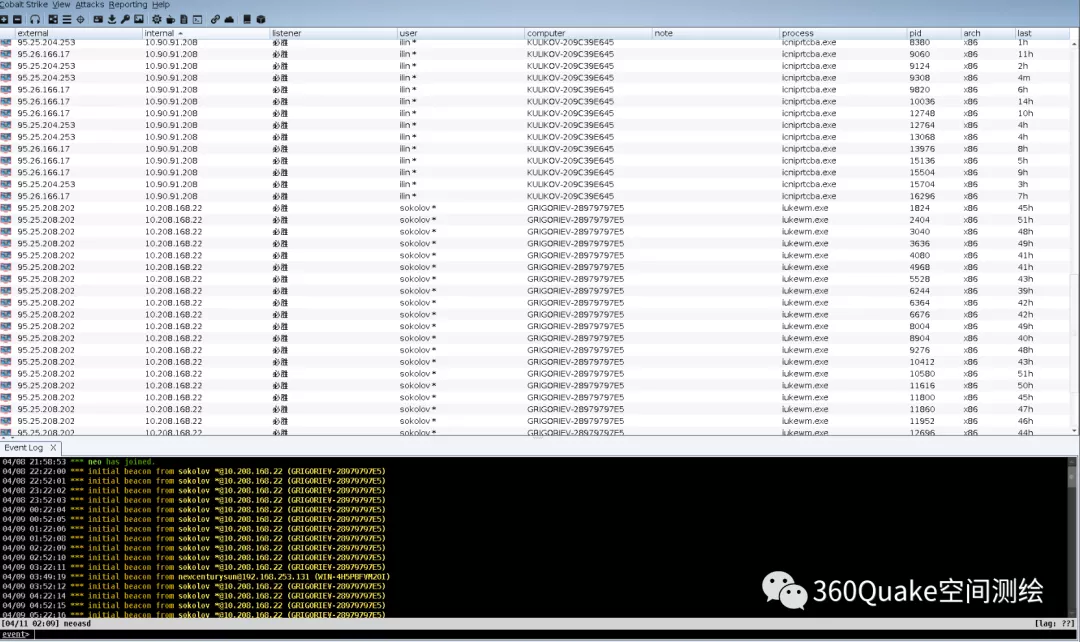 Cobalt Strike View Attacks Reporting Help
external internal listener user computer note process pid arch last
95.25.204.253 10.90.91.208 必胜 ilin * KULIKOV-209C39E645 icniprtcba.exe 8380 x86 1h
95.26.166.17 10.90.91.208 必胜 ilin * KULIKOV-209C39E645 icniprtcba.exe 9060 x86 11h
95.25.204.253 10.90.91.208 必胜 ilin * KULIKOV-209C39E645 icniprtcba.exe 9124 x86 2h
95.25.204.253 10.90.91.208 必胜 ilin * KULIKOV-209C39E645 icniprtcba.exe 9308 x86 4m
95.26.166.17 10.90.91.208 必胜 ilin * KULIKOV-209C39E645 icniprtcba.exe 9820 x86 6h
95.26.166.17 10.90.91.208 必胜 ilin * KULIKOV-209C39E645 icniprtcba.exe 10036 x86 14h
95.26.166.17 10.90.91.208 必胜 ilin * KULIKOV-209C39E645 icniprtcba.exe 12748 x86 10h
95.25.204.253 10.90.91.208 必胜 ilin * KULIKOV-209C39E645 icniprtcba.exe 12764 x86 4h
95.25.204.253 10.90.91.208 必胜 ilin * KULIKOV-209C39E645 icniprtcba.exe 13068 x86 4h
95.26.166.17 10.90.91.208 必胜 ilin * KULIKOV-209C39E645 icniprtcba.exe 13976 x86 8h
95.26.166.17 10.90.91.208 必胜 ilin * KULIKOV-209C39E645 icniprtcba.exe 15136 x86 5h
95.26.166.17 10.90.91.208 必胜 ilin * KULIKOV-209C39E645 icniprtcba.exe 15504 x86 9h
95.25.204.253 10.90.91.208 必胜 ilin * KULIKOV-209C39E645 icniprtcba.exe 15704 x86 3h
95.26.166.17 10.90.91.208 必胜 ilin * KULIKOV-209C39E645 icniprtcba.exe 16296 x86 7h
95.25.208.202 10.208.168.22 必胜 sokolov * GRIGORIEV-28979797E5 iukewm.exe 1824 x86 45h
95.25.208.202 10.208.168.22 必胜 sokolov * GRIGORIEV-28979797E5 iukewm.exe 2404 x86 51h
95.25.208.202 10.208.168.22 必胜 sokolov * GRIGORIEV-28979797E5 iukewm.exe 3040 x86 48h
95.25.208.202 10.208.168.22 必胜 sokolov * GRIGORIEV-28979797E5 iukewm.exe 3636 x86 49h
95.25.208.202 10.208.168.22 必胜 sokolov * GRIGORIEV-28979797E5 iukewm.exe 4080 x86 41h
95.25.208.202 10.208.168.22 必胜 sokolov * GRIGORIEV-28979797E5 iukewm.exe 4968 x86 41h
95.25.208.202 10.208.168.22 必胜 sokolov * GRIGORIEV-28979797E5 iukewm.exe 5528 x86 43h
95.25.208.202 10.208.168.22 必胜 sokolov * GRIGORIEV-28979797E5 iukewm.exe 6244 x86 39h
95.25.208.202 10.208.168.22 必胜 sokolov * GRIGORIEV-28979797E5 iukewm.exe 6364 x86 42h
95.25.208.202 10.208.168.22 必胜 sokolov * GRIGORIEV-28979797E5 iukewm.exe 6676 x86 42h
95.25.208.202 10.208.168.22 必胜 sokolov * GRIGORIEV-28979797E5 iukewm.exe 8004 x86 49h
95.25.208.202 10.208.168.22 必胜 sokolov * GRIGORIEV-28979797E5 iukewm.exe 8904 x86 40h
95.25.208.202 10.208.168.22 必胜 sokolov * GRIGORIEV-28979797E5 iukewm.exe 9276 x86 48h
95.25.208.202 10.208.168.22 必胜 sokolov * GRIGORIEV-28979797E5 iukewm.exe 10412 x86 43h
95.25.208.202 10.208.168.22 必胜 sokolov * GRIGORIEV-28979797E5 iukewm.exe 10580 x86 51h
95.25.208.202 10.208.168.22 必胜 sokolov * GRIGORIEV-28979797E5 iukewm.exe 11616 x86 50h
95.25.208.202 10.208.168.22 必胜 sokolov * GRIGORIEV-28979797E5 iukewm.exe 11800 x86 45h
95.25.208.202 10.208.168.22 必胜 sokolov * GRIGORIEV-28979797E5 iukewm.exe 11860 x86 47h
95.25.208.202 10.208.168.22 必胜 sokolov * GRIGORIEV-28979797E5 iukewm.exe 11952 x86 46h
95.25.208.202 10.208.168.22 必胜 sokolov * GRIGORIEV-28979797E5 iukewm.exe 12696 x86 44h
Event Log X
04/08 21:58:53 *** neo has joined.
04/08 22:22:00 *** initial beacon from sokolov *@10.208.168.22 (GRIGORIEV-28979797E5)
04/08 22:52:01 *** initial beacon from sokolov *@10.208.168.22 (GRIGORIEV-28979797E5)
04/08 23:22:02 *** initial beacon from sokolov *@10.208.168.22 (GRIGORIEV-28979797E5)
04/08 23:52:03 *** initial beacon from sokolov *@10.208.168.22 (GRIGORIEV-28979797E5)
04/09 00:22:04 *** initial beacon from sokolov *@10.208.168.22 (GRIGORIEV-28979797E5)
04/09 00:52:05 *** initial beacon from sokolov *@10.208.168.22 (GRIGORIEV-28979797E5)
04/09 01:22:06 *** initial beacon from sokolov *@10.208.168.22 (GRIGORIEV-28979797E5)
04/09 01:52:08 *** initial beacon from sokolov *@10.208.168.22 (GRIGORIEV-28979797E5)
04/09 02:22:09 *** initial beacon from sokolov *@10.208.168.22 (GRIGORIEV-28979797E5)
04/09 02:52:10 *** initial beacon from sokolov *@10.208.168.22 (GRIGORIEV-28979797E5)
04/09 03:22:11 *** initial beacon from sokolov *@10.208.168.22 (GRIGORIEV-28979797E5)
04/09 03:49:19 *** initial beacon from newcenturysun@192.168.253.131 (WIN-4H5PBFVM2OI)
04/09 03:52:12 *** initial beacon from sokolov *@10.208.168.22 (GRIGORIEV-28979797E5)
04/09 04:22:14 *** initial beacon from sokolov *@10.208.168.22 (GRIGORIEV-28979797E5)
04/09 04:52:15 *** initial beacon from sokolov *@10.208.168.22 (GRIGORIEV-28979797E5)
04/09 05:22:16 *** initial beacon from sokolov *@10.208.168.22 (GRIGORIEV-28979797E5)
360Quake空间测绘
[04/11 02:09] neoasd [lag: ??]
event>